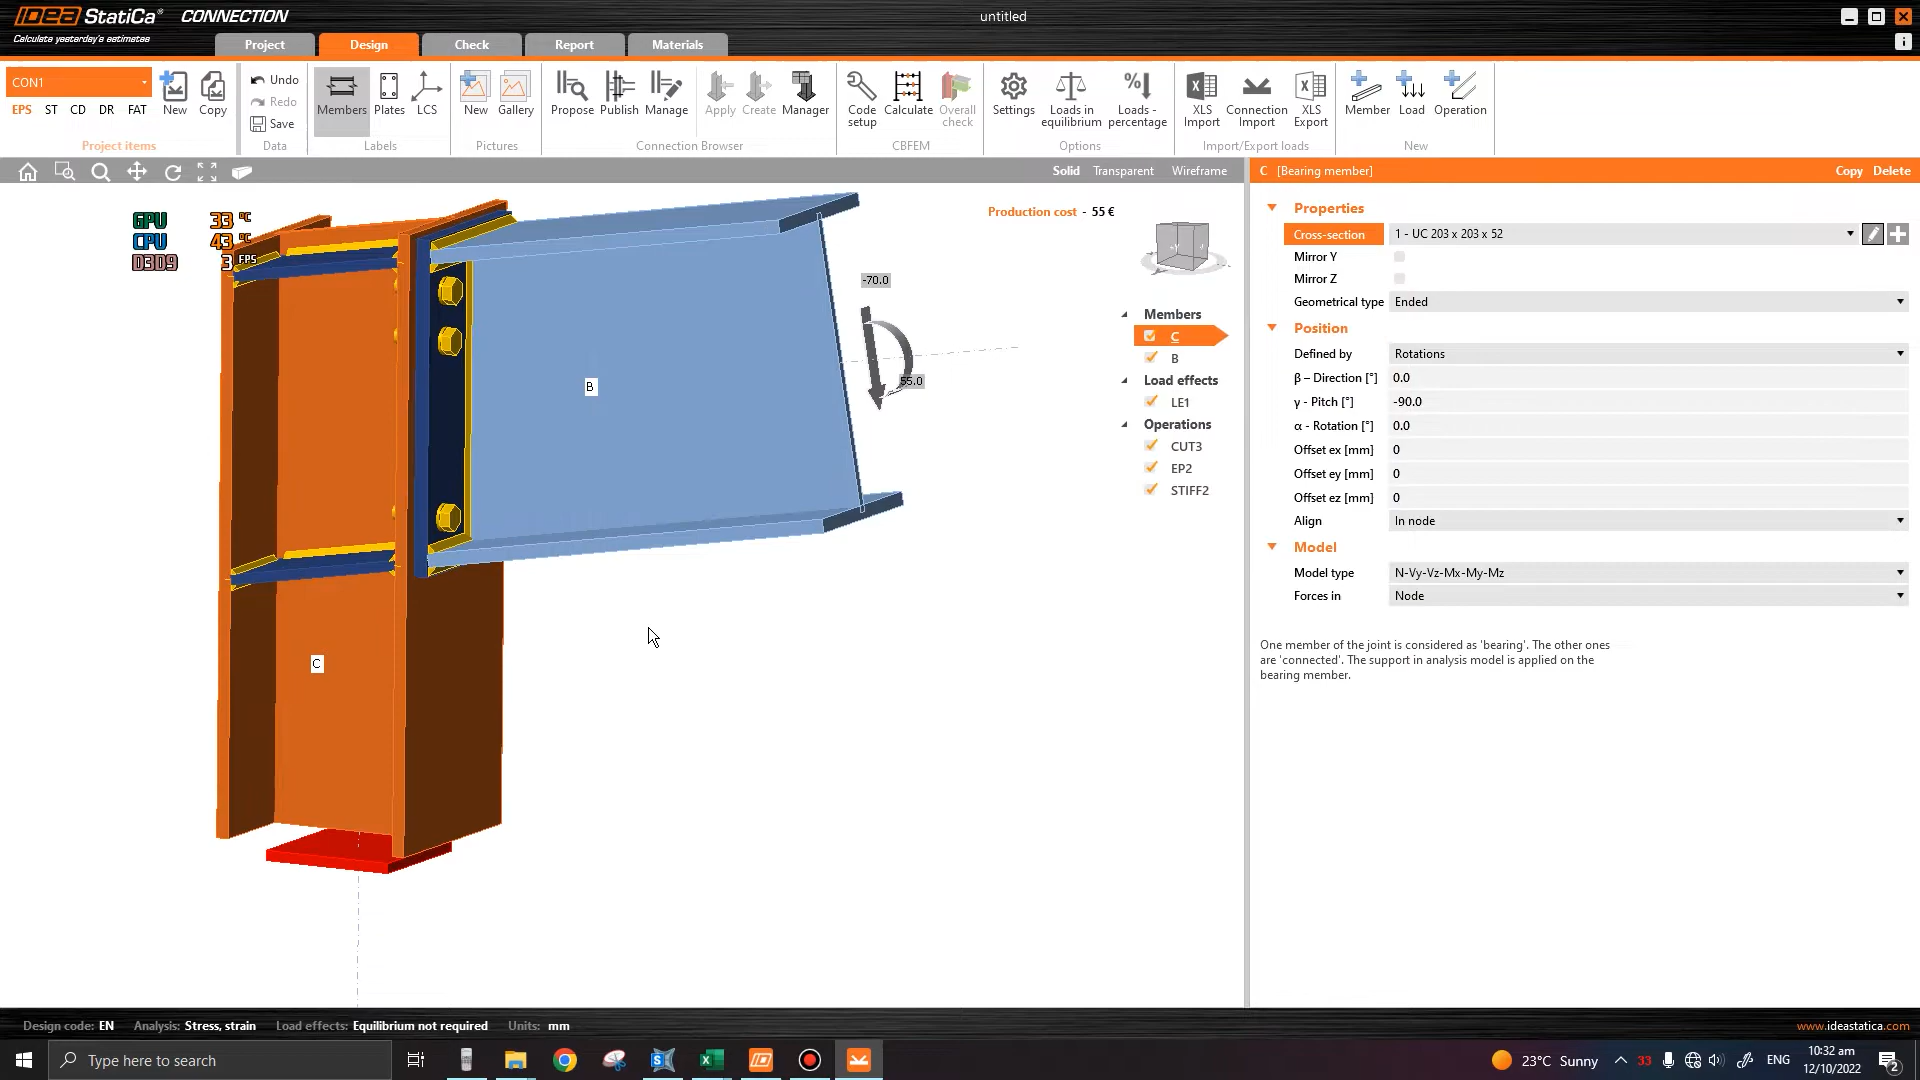 IDEA StatiCa® CONNECTION
Calculate yesterday's estimates
untitled
Project
Design
Check
Report
Materials
CON1
EPS ST CD DR FAT
New
Copy
Project items
Undo
Redo
Save
Data
Members
Plates
LCS
Labels
New
Gallery
Pictures
Propose
Publish
Manage
Apply
Create
Manager
Connection Browser
Code setup
Calculate
Overall check
CBFEM
Settings
Loads in equilibrium
Loads - percentage
Options
XLS Import
Connection Import
XLS Export
Import/Export loads
Member
Load
Operation
New
Solid Transparent Wireframe
C [Bearing member]
Copy Delete
GPU 33 °C
CPU 43 °C
D3D9 3 FPS
Production cost - 55 €
-70.0
55.0
B
C
Members
C
B
Load effects
LE1
Operations
CUT3
EP2
STIFF2
Properties
Cross-section 1 - UC 203 x 203 x 52
Mirror Y
Mirror Z
Geometrical type Ended
Position
Defined by Rotations
β – Direction [°] 0.0
γ - Pitch [°] -90.0
α - Rotation [°] 0.0
Offset ex [mm] 0
Offset ey [mm] 0
Offset ez [mm] 0
Align In node
Model
Model type N-Vy-Vz-Mx-My-Mz
Forces in Node
One member of the joint is considered as 'bearing'. The other ones
are 'connected'. The support in analysis model is applied on the
bearing member.
Design code: EN Analysis: Stress, strain Load effects: Equilibrium not required Units: mm
www.ideastatica.com
Type here to search
23°C Sunny
33
ENG
10:32 am
12/10/2022
2